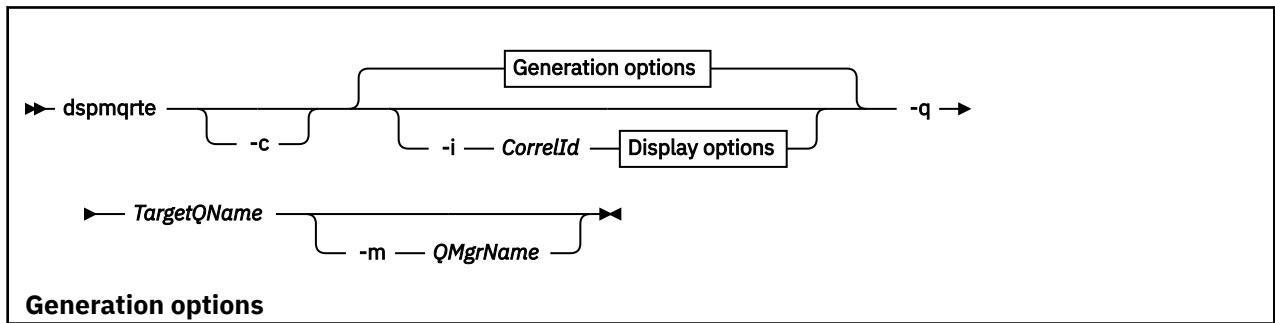 Generation options
dspmqrte -q
-c
-i CorrelId Display options
TargetQName
-m QMgrName
Generation options